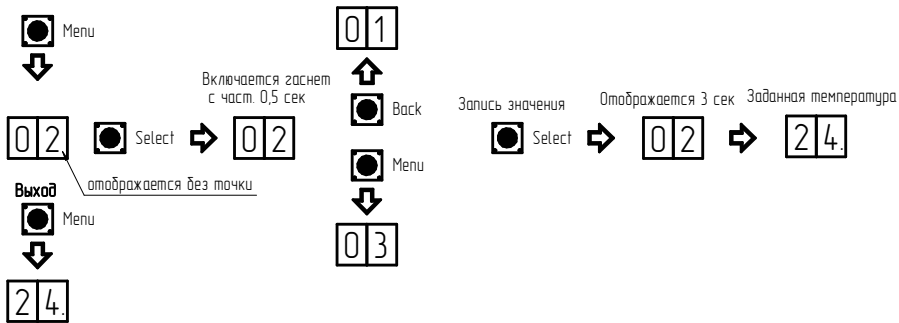 Menu
02
Select
02
Включается гаснет
с част. 0,5 сек
отображается без точки
Выход
Menu
24.
01
Back
Menu
03
Запись значения
Select
Отображается 3 сек
02
Заданная температура
24.